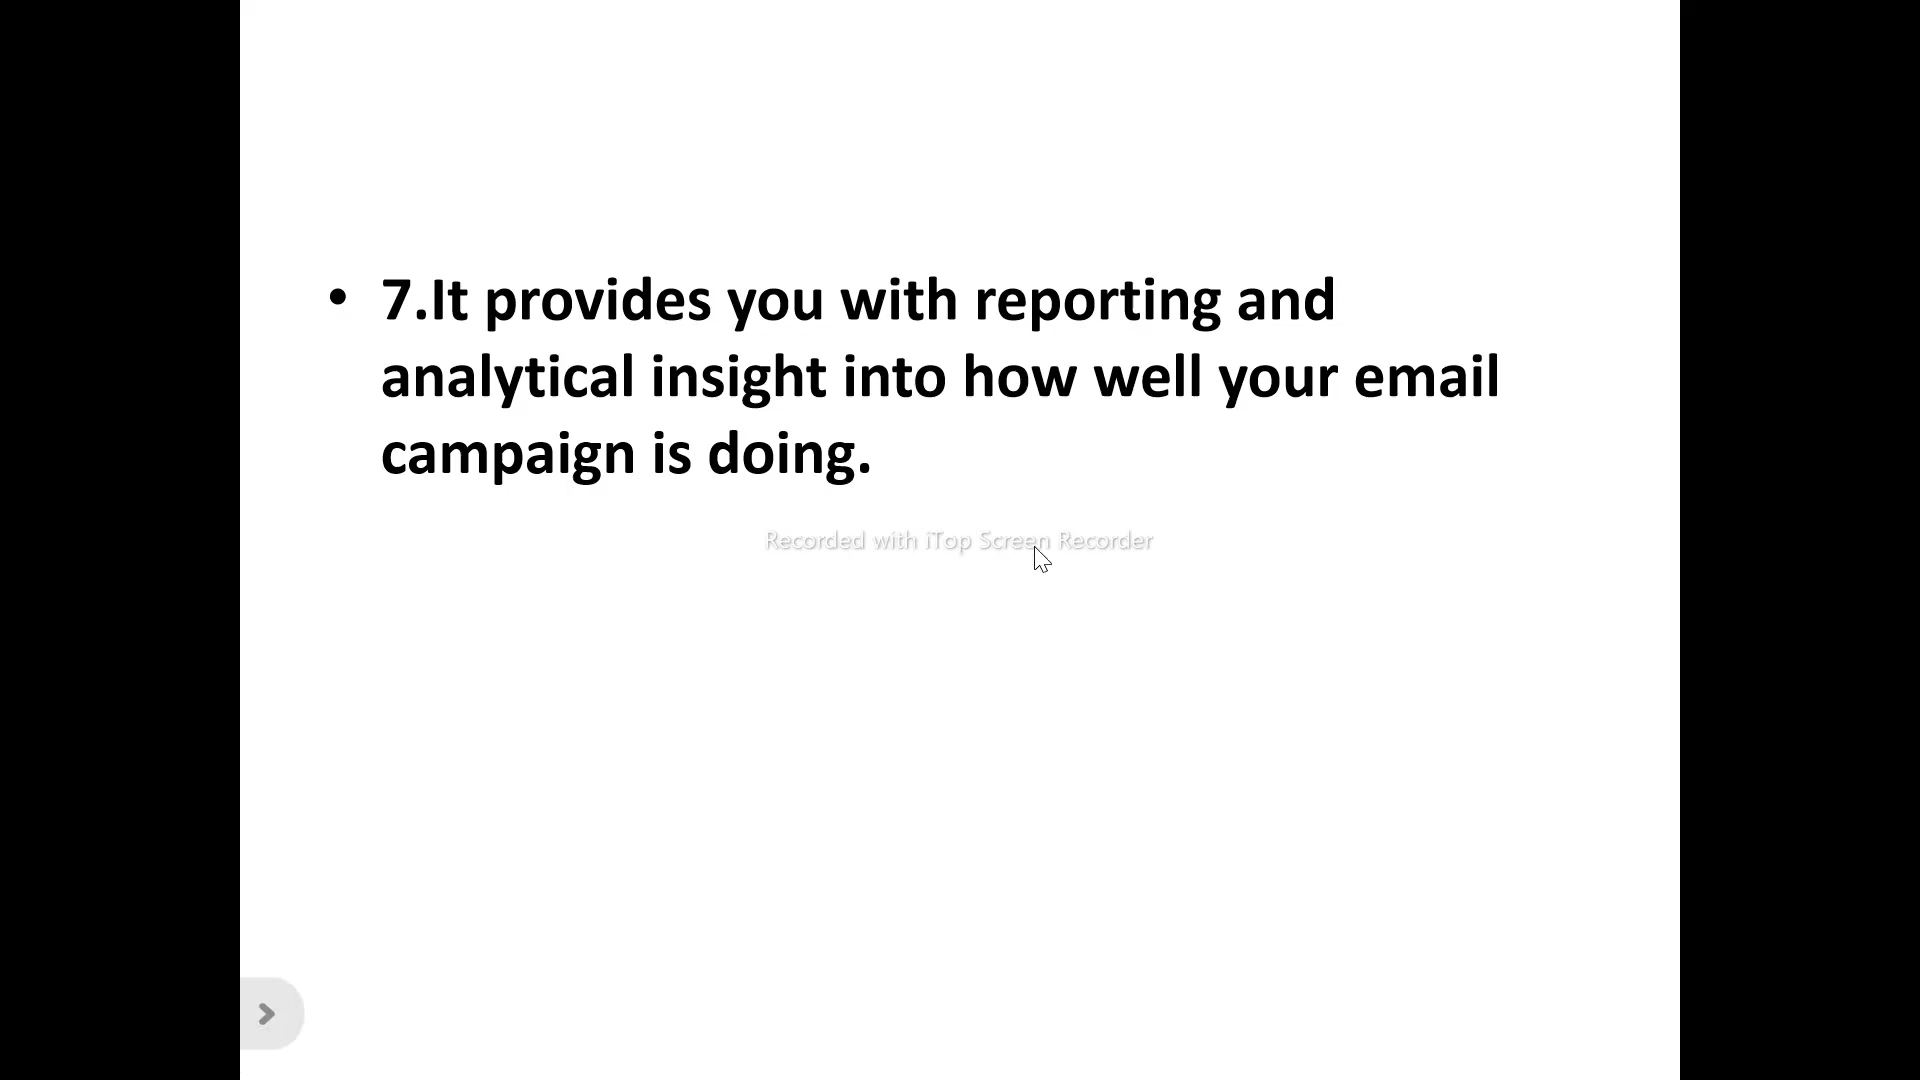 • 7.It provides you with reporting and
analytical insight into how well your email
campaign is doing.
Recorded with iTop Screen Recorder